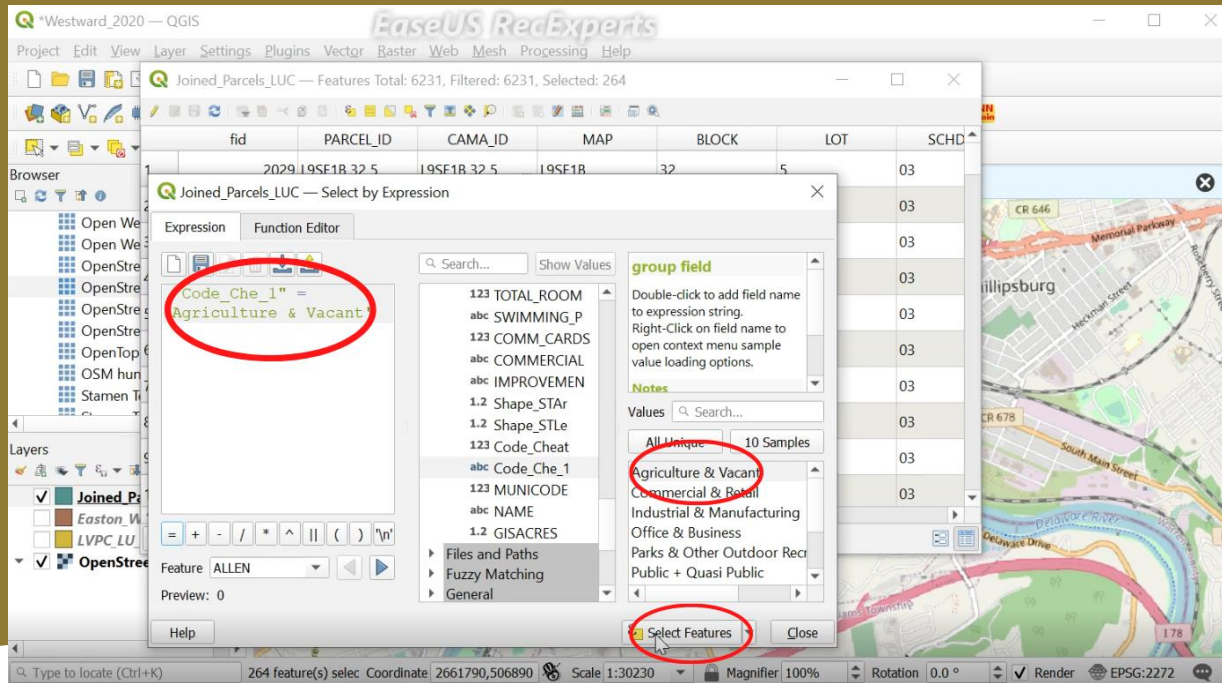 *Westward_2020 — QGIS
EaseUS RecExperts
Project Edit View Layer Settings Plugins Vector Raster Web Mesh Processing Help
Joined_Parcels_LUC — Features Total: 6231, Filtered: 6231, Selected: 264
fid PARCEL_ID CAMA_ID MAP BLOCK LOT SCHD
2029 L9SE1B 32 5 L9SE1B 32 5 L9SE1B 32 5 03
03
03
03
03
03
03
03
03
03
Browser
Open We
Open We
OpenStre
OpenStre
OpenStre
OpenStre
OpenTop
OSM hun
Stamen T
Layers
Joined_Pa
Easton_W
LVPC_LU_
OpenStree
Joined_Parcels_LUC — Select by Expression
Expression Function Editor
Code_Che_1" =
Agriculture & Vacant'
= + - / * ^ || ( ) '\n'
Feature ALLEN
Preview: 0
Search... Show Values
123 TOTAL_ROOM
abc SWIMMING_P
123 COMM_CARDS
abc COMMERCIAL
abc IMPROVEMEN
1.2 Shape_STAr
1.2 Shape_STLe
123 Code_Cheat
abc Code_Che_1
123 MUNICODE
abc NAME
1.2 GISACRES
Files and Paths
Fuzzy Matching
General
group field
Double-click to add field name
to expression string.
Right-Click on field name to
open context menu sample
value loading options.
Notes
Values Search...
All Unique 10 Samples
Agriculture & Vacant
Commercial & Retail
Industrial & Manufacturing
Office & Business
Parks & Other Outdoor Recr
Public + Quasi Public
Help Select Features Close
CR 646
Memorial Parkway
Roseberry Street
illipsburg
Heckman Street
CR 678
South Main Street
Delaware River
Delaware Drive
I 78
Type to locate (Ctrl+K) 264 feature(s) selec Coordinate 2661790,506890 Scale 1:30230 Magnifier 100% Rotation 0.0 ° Render EPSG:2272